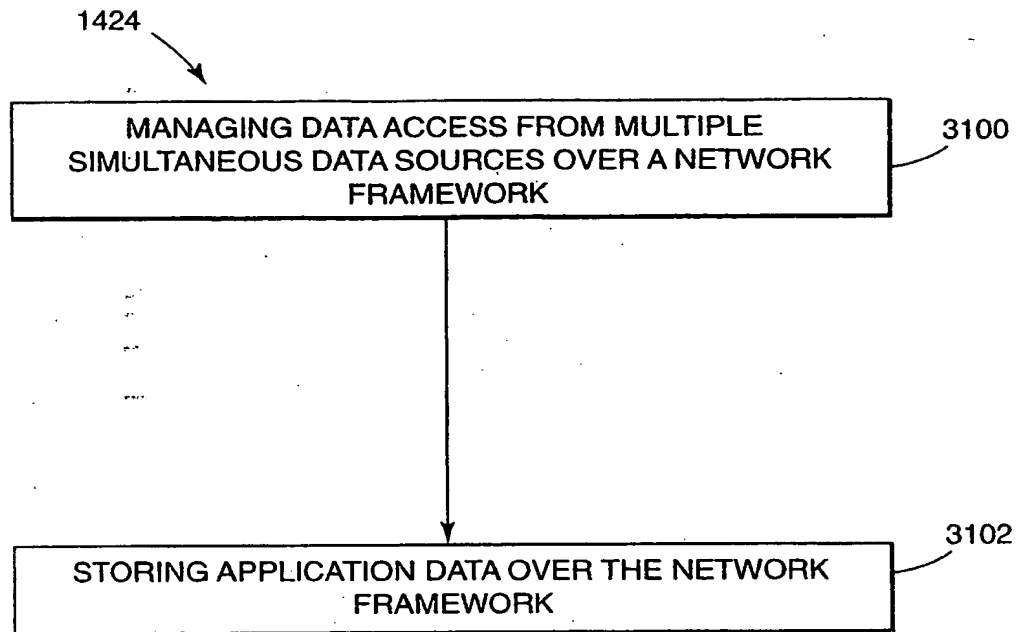 1424
MANAGING DATA ACCESS FROM MULTIPLE
SIMULTANEOUS DATA SOURCES OVER A NETWORK
FRAMEWORK
3100
STORING APPLICATION DATA OVER THE NETWORK
FRAMEWORK
3102